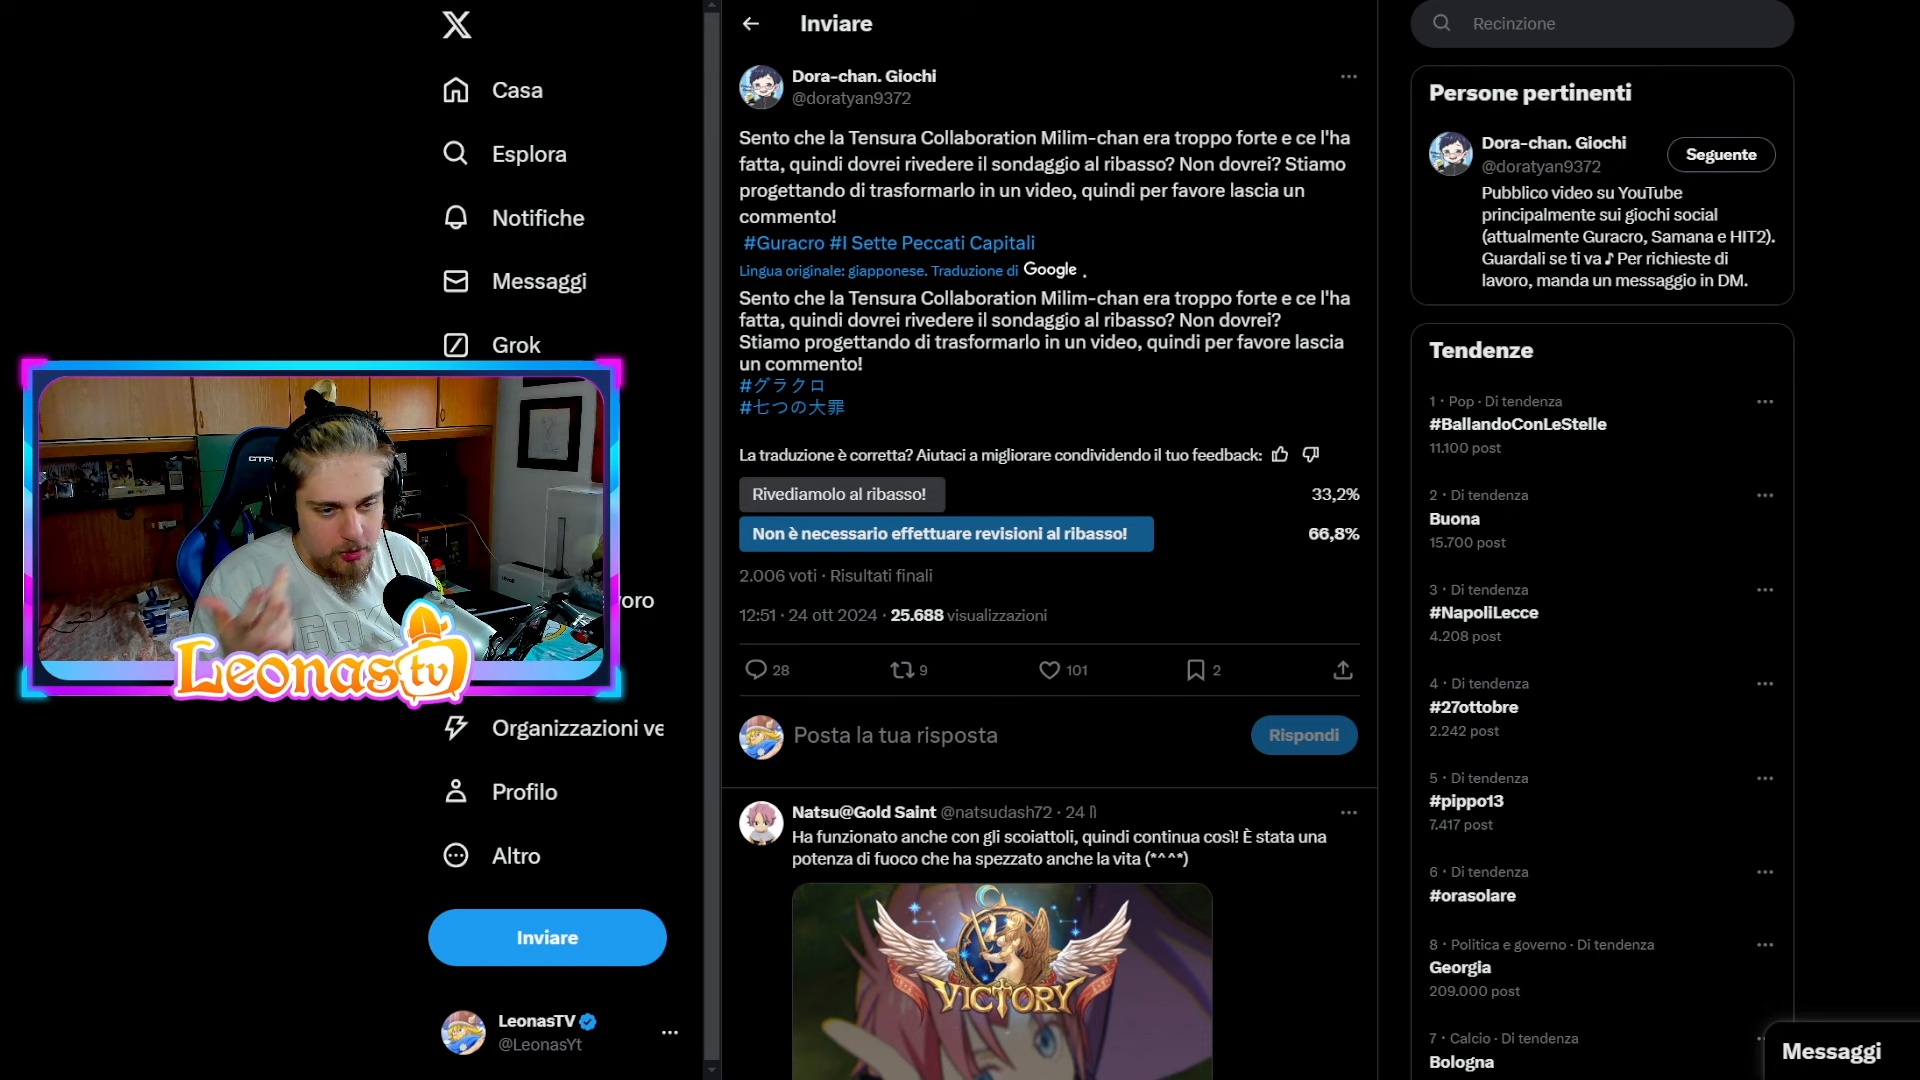 Casa
Esplora
Notifiche
Messaggi
Grok
voro
Organizzazioni ve
Profilo
Altro
Inviare
LeonasTV
@LeonasYt
Leonas tv
Inviare
Dora-chan. Giochi
@doratyan9372
Sento che la Tensura Collaboration Milim-chan era troppo forte e ce l'ha
fatta, quindi dovrei rivedere il sondaggio al ribasso? Non dovrei? Stiamo
progettando di trasformarlo in un video, quindi per favore lascia un
commento!
#Guracro #I Sette Peccati Capitali
Lingua originale: giapponese. Traduzione di Google .
Sento che la Tensura Collaboration Milim-chan era troppo forte e ce l'ha
fatta, quindi dovrei rivedere il sondaggio al ribasso? Non dovrei?
Stiamo progettando di trasformarlo in un video, quindi per favore lascia
un commento!
#グラクロ
#七つの大罪
La traduzione è corretta? Aiutaci a migliorare condividendo il tuo feedback:
Rivediamolo al ribasso! 33,2%
Non è necessario effettuare revisioni al ribasso! 66,8%
2.006 voti · Risultati finali
12:51 · 24 ott 2024 · 25.688 visualizzazioni
28 9 101 2
Posta la tua risposta
Rispondi
Natsu@Gold Saint @natsudash72 · 24 lì
Ha funzionato anche con gli scoiattoli, quindi continua così! È stata una
potenza di fuoco che ha spezzato anche la vita (*^^*)
VICTORY
Recinzione
Persone pertinenti
Dora-chan. Giochi
@doratyan9372
Seguente
Pubblico video su YouTube
principalmente sui giochi social
(attualmente Guracro, Samana e HIT2).
Guardali se ti va♪ Per richieste di
lavoro, manda un messaggio in DM.
Tendenze
1 · Pop · Di tendenza
#BallandoConLeStelle
11.100 post
2 · Di tendenza
Buona
15.700 post
3 · Di tendenza
#NapoliLecce
4.208 post
4 · Di tendenza
#27ottobre
2.242 post
5 · Di tendenza
#pippo13
7.417 post
6 · Di tendenza
#orasolare
8 · Politica e governo · Di tendenza
Georgia
209.000 post
7 · Calcio · Di tendenza
Bologna
Messaggi